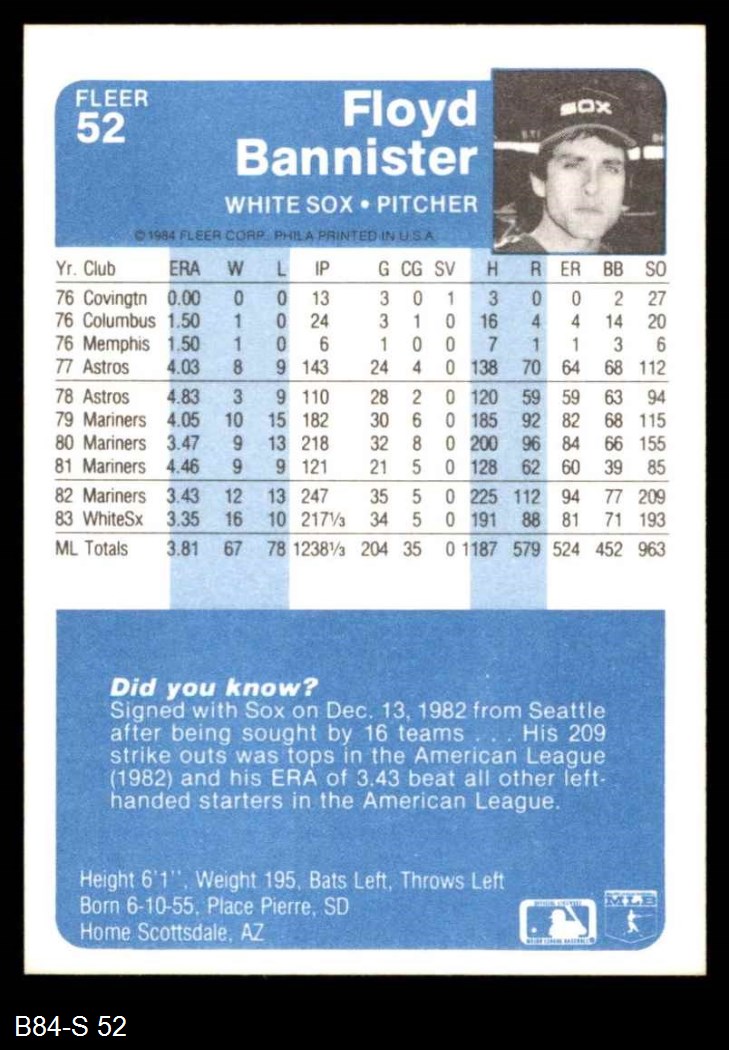 FLEER
52
Floyd
Bannister
WHITE SOX • PITCHER
© 1984 FLEER CORP. PHILA PRINTED IN U.S.A.
SOX
Yr. Club ERA W L IP G CG SV H R ER BB SO
76 Covingtn 0.00 0 0 13 3 0 1 3 0 0 2 27
76 Columbus 1.50 1 0 24 3 1 0 16 4 4 14 20
76 Memphis 1.50 1 0 6 1 0 0 7 1 1 3 6
77 Astros 4.03 8 9 143 24 4 0 138 70 64 68 112
78 Astros 4.83 3 9 110 28 2 0 120 59 59 63 94
79 Mariners 4.05 10 15 182 30 6 0 185 92 82 68 115
80 Mariners 3.47 9 13 218 32 8 0 200 96 84 66 155
81 Mariners 4.46 9 9 121 21 5 0 128 62 60 39 85
82 Mariners 3.43 12 13 247 35 5 0 225 112 94 77 209
83 WhiteSx 3.35 16 10 217⅓ 34 5 0 191 88 81 71 193
ML Totals 3.81 67 78 1238⅓ 204 35 0 1187 579 524 452 963
Did you know?
Signed with Sox on Dec. 13, 1982 from Seattle
after being sought by 16 teams . . . His 209
strike outs was tops in the American League
(1982) and his ERA of 3.43 beat all other left-
handed starters in the American League.
Height 6'1'', Weight 195, Bats Left, Throws Left
Born 6-10-55, Place Pierre, SD
Home Scottsdale, AZ
MLB
B84-S 52